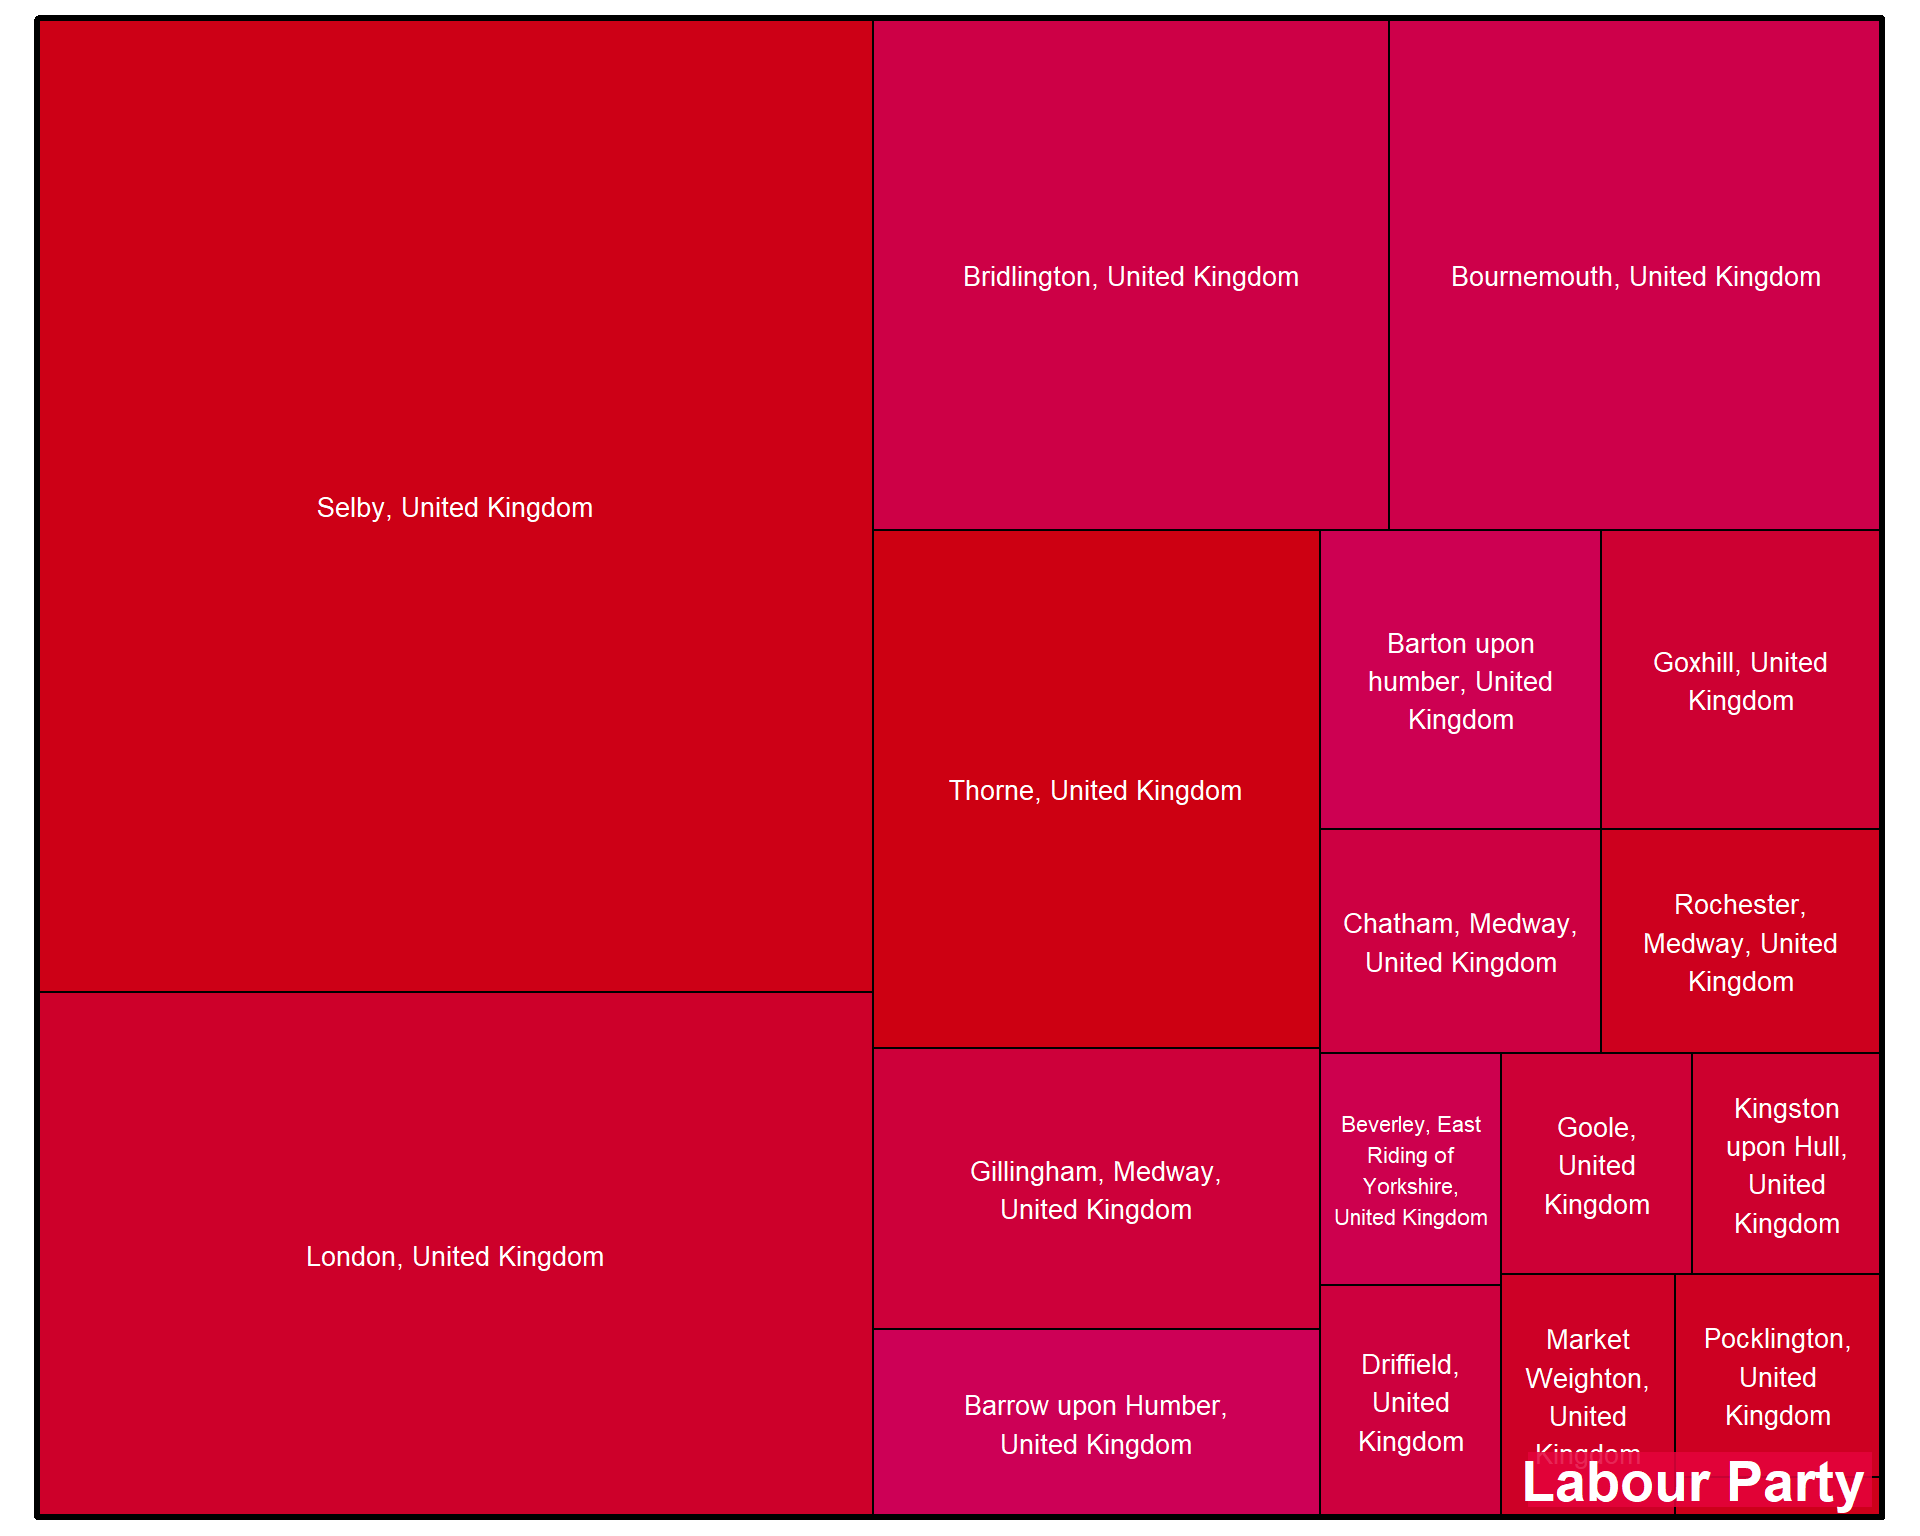 Selby, United Kingdom
London, United Kingdom
Bridlington, United Kingdom
Bournemouth, United Kingdom
Thorne, United Kingdom
Gillingham, Medway,
United Kingdom
Barrow upon Humber,
United Kingdom
Barton upon
humber, United
Kingdom
Goxhill, United
Kingdom
Chatham, Medway,
United Kingdom
Rochester,
Medway, United
Kingdom
Beverley, East
Riding of
Yorkshire,
United Kingdom
Goole,
United
Kingdom
Kingston
upon Hull,
United
Kingdom
Driffield,
United
Kingdom
Market
Weighton,
United
Kingdom
Pocklington,
United
Kingdom
Labour Party